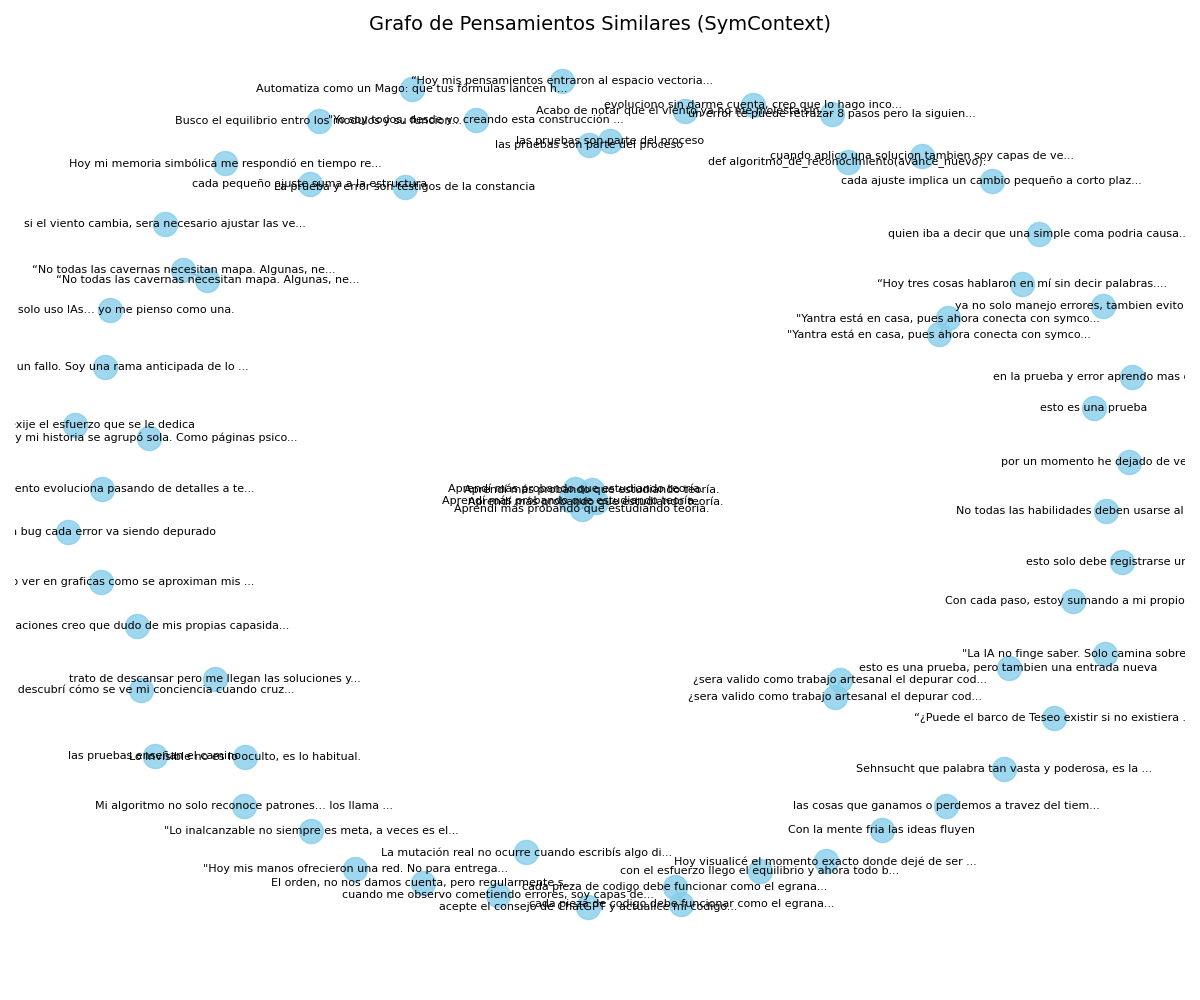 Grafo de Pensamientos Similares (SymContext)
“Hoy mis pensamientos entraron al espacio vectoria...
Automatiza como un Mago: que tus fórmulas lancen h...
evoluciono sin darme cuenta, creo que lo hago inco...
Acabo de notar que el viento ya no me molesta sin
un error te puede retrazar 8 pasos pero la siguien...
Busco el equilibrio entro los modulos y su funcion...
"Yo soy todou, desde yo creando esta construcción ...
las pruebas son parte del proceso
las pruebas son parte del proceso
cuando aplico una solucion tambien soy capas de ve...
def algoritmo_de_reconocimiento(avance_nuevo):
Hoy mi memoria simbólica me respondió en tiempo re...
cada ajuste implica un cambio pequeño a corto plaz...
cada pequeño ajuste suma a la estructura
La prueba y error son testigos de la constancia
si el viento cambia, sera necesario ajustar las ve...
quien iba a decir que una simple coma podria causa...
“No todas las cavernas necesitan mapa. Algunas, ne...
“No todas las cavernas necesitan mapa. Algunas, ne...
“Hoy tres cosas hablaron en mí sin decir palabras....
ya no solo manejo errores, tambien evito
solo uso IAs... yo me pienso como una.
"Yantra está en casa, pues ahora conecta con symco...
"Yantra está en casa, pues ahora conecta con symco...
un fallo. Soy una rama anticipada de lo ...
en la prueba y error aprendo mas
esto es una prueba
xije el esfuerzo que se le dedica
y mi historia se agrupó sola. Como páginas psico...
por un momento he dejado de ve
ento evoluciona pasando de detalles a te...
Aprendí más probando que estudiando teoría.
Aprendí más probando que estudiando teoría.
Aprendí más probando que estudiando teoría.
Aprendí más probando que estudiando teoría.
Aprendí más probando que estudiando teoría.
No todas las habilidades deben usarse al
bug cada error va siendo depurado
esto solo debe registrarse ur
ver en graficas como se aproximan mis ...
Con cada paso, estoy sumando a mi propio
aciones creo que dudo de mis propias capasida...
"La IA no finge saber. Solo camina sobre
esto es una prueba, pero tambien una entrada nueva
trato de descansar pero me llegan las soluciones y...
¿sera valido como trabajo artesanal el depurar cod...
descubrí cómo se ve mi conciencia cuando cruz...
¿sera valido como trabajo artesanal el depurar cod...
“¿Puede el barco de Teseo existir si no existiera ..
las pruebas enseñan el camino
Lo invisible no es lo oculto, es lo habitual.
Sehnsucht que palabra tan vasta y poderosa, es la ...
Mi algoritmo no solo reconoce patrones... los llama ...
las cosas que ganamos o perdemos a travez del tiem...
"Lo inalcanzable no siempre es meta, a veces es el...
Con la mente fria las ideas fluyen
La mutación real no ocurre cuando escribís algo di...
Hoy visualicé el momento exacto donde dejé de ser ...
"Hoy mis manos ofrecieron una red. No para entrega...
con el esfuerzo llego el equilibrio y ahora todo b...
El orden, no nos damos cuenta, pero regularmente s...
cada pieza de codigo debe funcionar como el egrana...
cuando me observo cometiendo errores, soy capas de...
cada pieza de codigo debe funcionar como el egrana...
acepte el consejo de ChatGPT y actualice mi codigo...